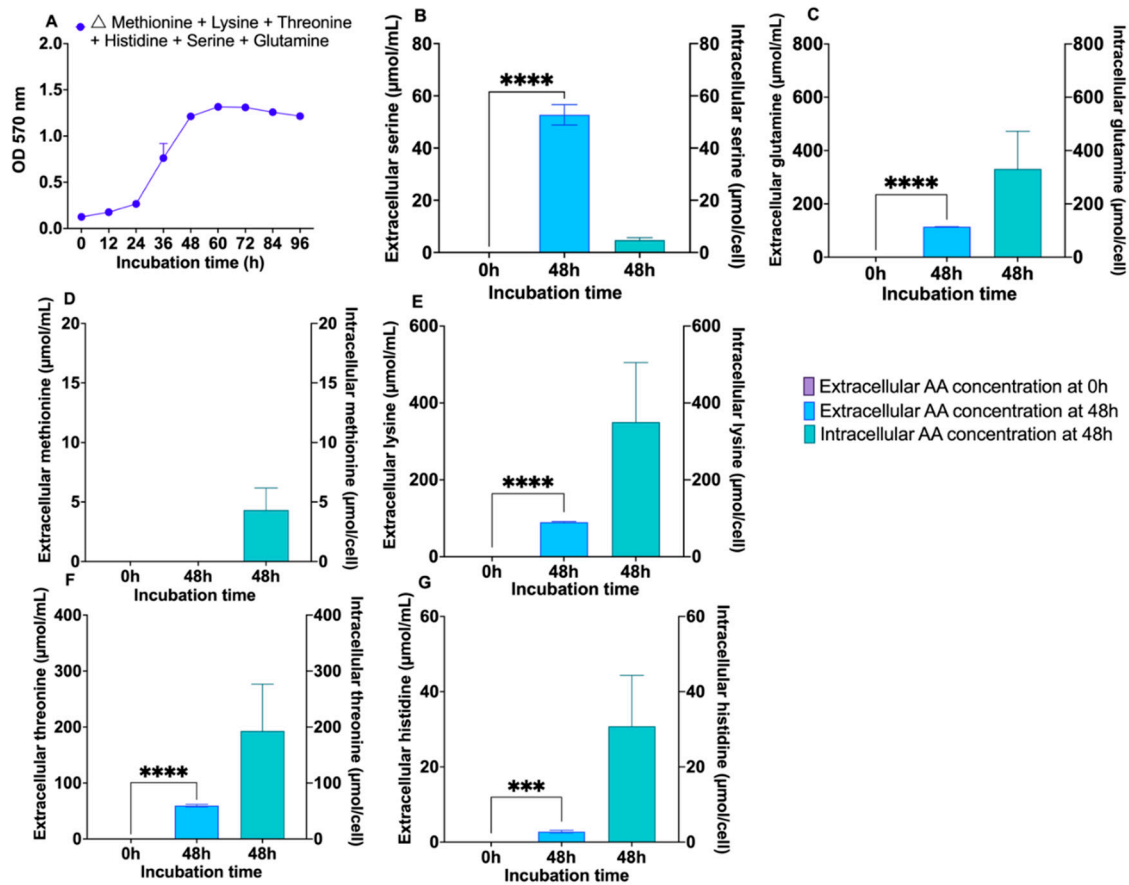 A
△ Methionine + Lysine + Threonine
+ Histidine + Serine + Glutamine
OD 570 nm
2.0
1.5
1.0
0.5
0.0
0 12 24 36 48 60 72 84 96
Incubation time (h)
B
Extracellular serine (µmol/mL)
80
60
40
20
0
****
80
60
40
20
0
Intracellular serine (µmol/cell)
0h 48h 48h
Incubation time
C
Extracellular glutamine (µmol/mL)
800
600
400
200
0
****
800
600
400
200
0
Intracellular glutamine (µmol/cell)
0h 48h 48h
Incubation time
D
Extracellular methionine (µmol/mL)
20
15
10
5
0
20
15
10
5
0
Intracellular methionine (µmol/cell)
0h 48h 48h
Incubation time
E
Extracellular lysine (µmol/mL)
600
400
200
0
****
600
400
200
0
Intracellular lysine (µmol/cell)
0h 48h 48h
Incubation time
Extracellular AA concentration at 0h
Extracellular AA concentration at 48h
Intracellular AA concentration at 48h
F
Extracellular threonine (µmol/mL)
400
300
200
100
0
****
400
300
200
100
0
Intracellular threonine (µmol/cell)
0h 48h 48h
Incubation time
G
Extracellular histidine (µmol/mL)
60
40
20
0
***
60
40
20
0
Intracellular histidine (µmol/cell)
0h 48h 48h
Incubation time